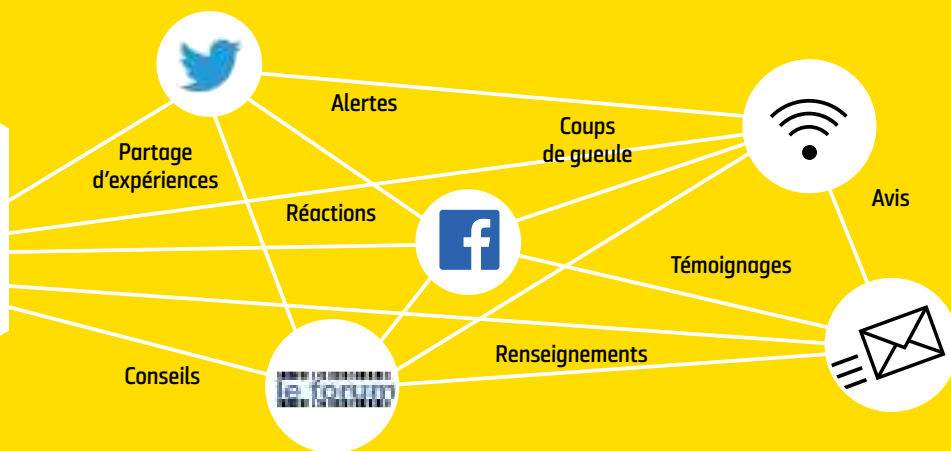 Alertes
Coups
de gueule
Partage
d'expériences
Avis
Réactions
Témoignages
Renseignements
Conseils
le forum